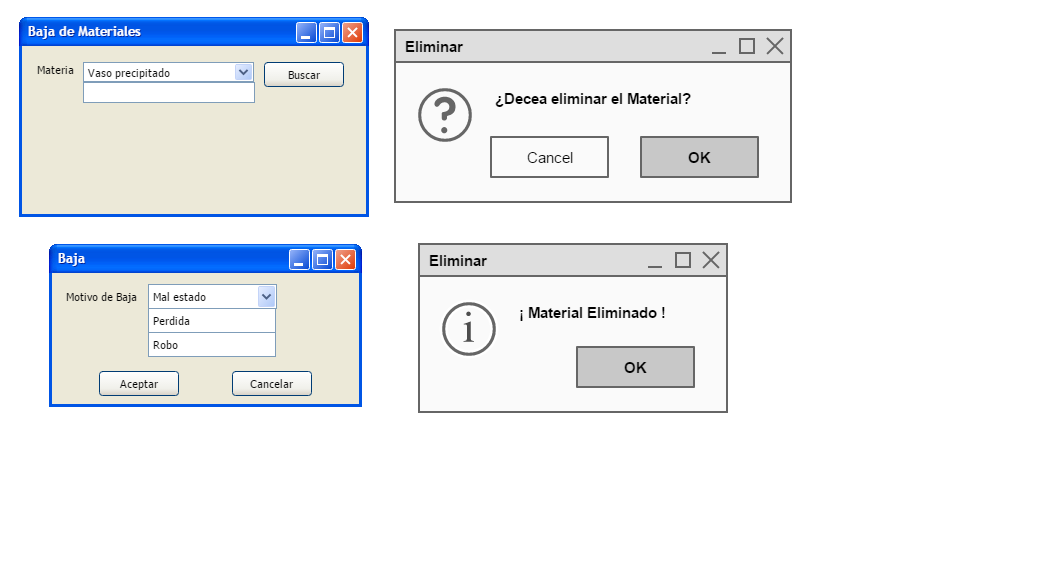 Baja de Materiales
Materia
Vaso precipitado
Buscar
Eliminar
¿Decea eliminar el Material?
Cancel
OK
Baja
Motivo de Baja
Mal estado
Perdida
Robo
Aceptar
Cancelar
Eliminar
¡ Material Eliminado !
OK